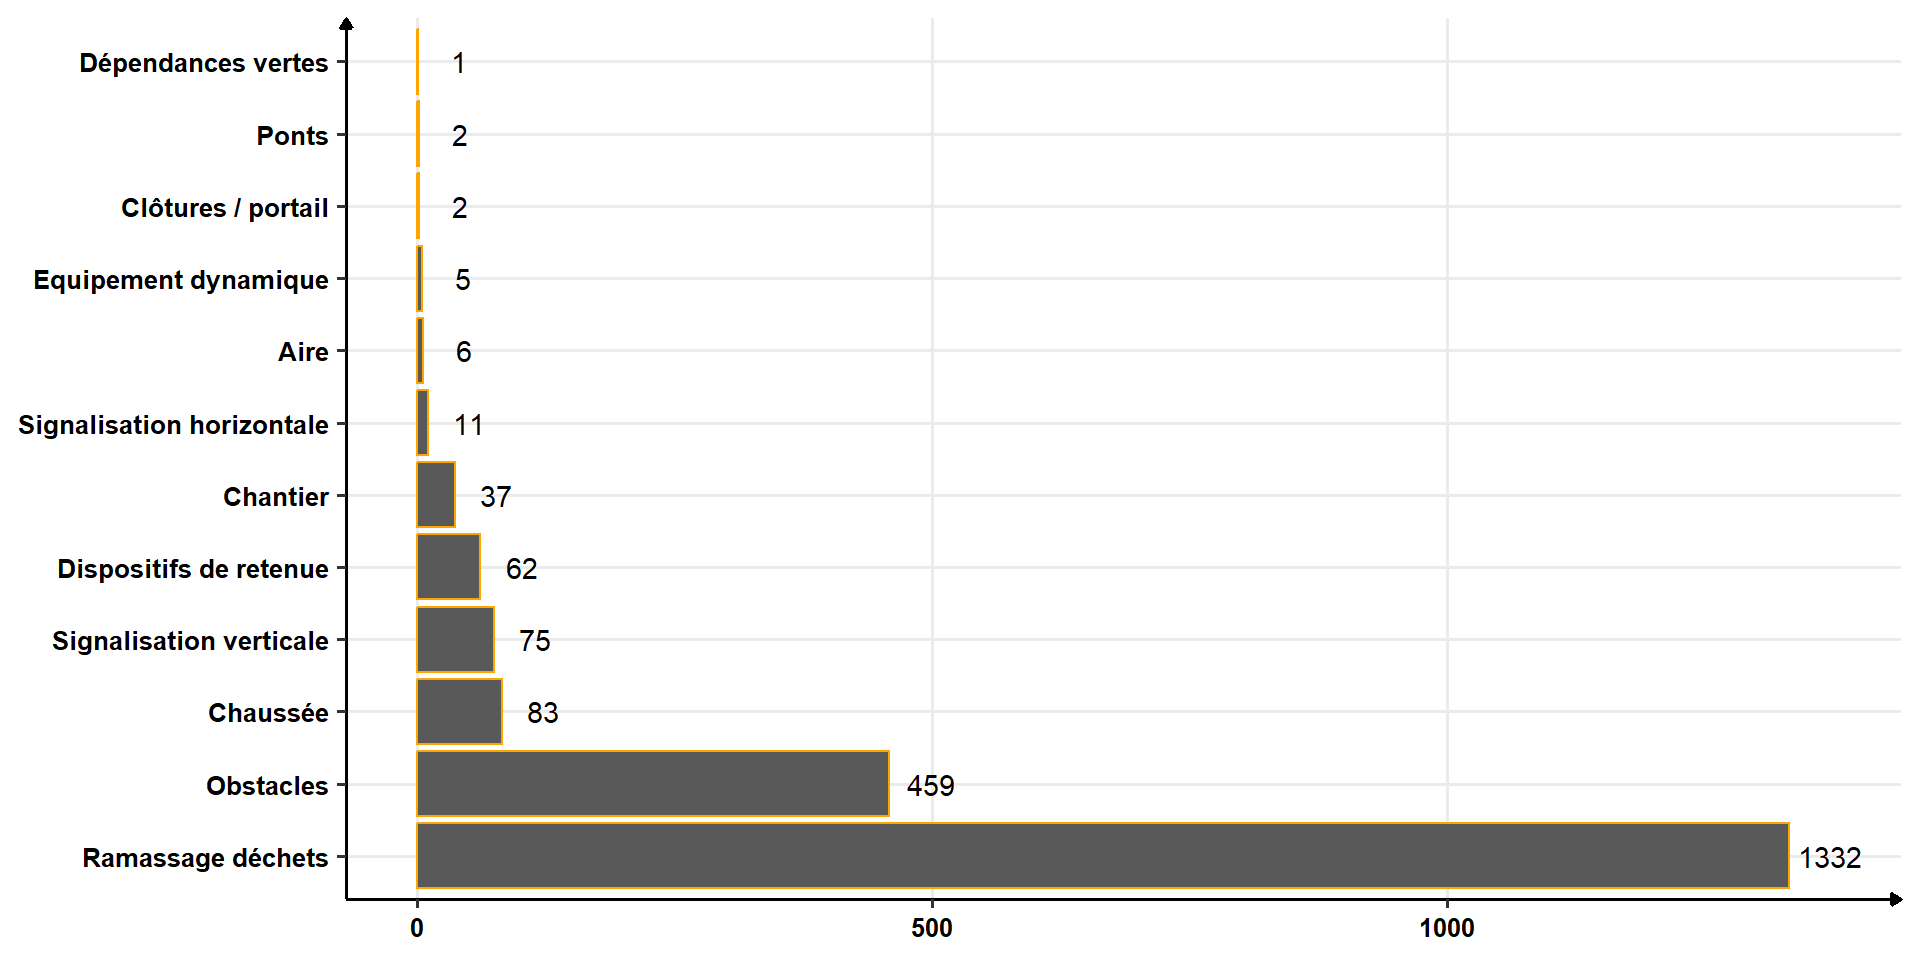 Dépendances vertes 1
Ponts 2
Clôtures / portail 2
Equipement dynamique 5
Aire 6
Signalisation horizontale 11
Chantier 37
Dispositifs de retenue 62
Signalisation verticale 75
Chaussée 83
Obstacles 459
Ramassage déchets 1332
0 500 1000